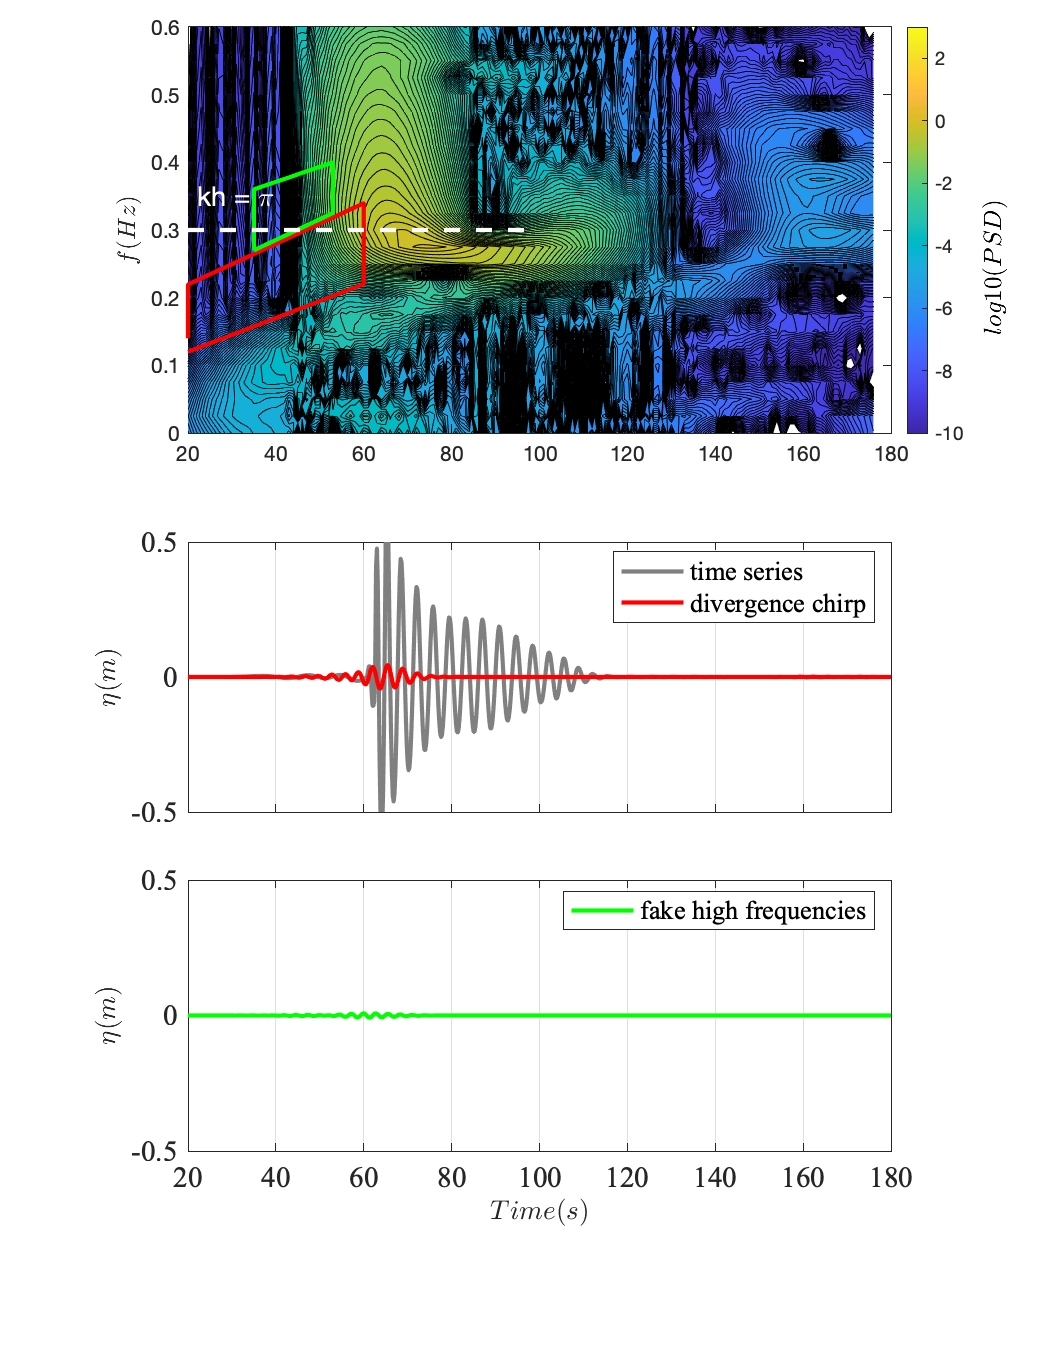 0.6
0.5
0.4
0.3
0.2
0.1
0
f(Hz)
kh = π
20 40 60 80 100 120 140 160 180
2
0
-2
-4
-6
-8
-10
log10(PSD)
0.5
0
-0.5
η(m)
time series
divergence chirp
0.5
0
-0.5
η(m)
fake high frequencies
20 40 60 80 100 120 140 160 180
Time(s)